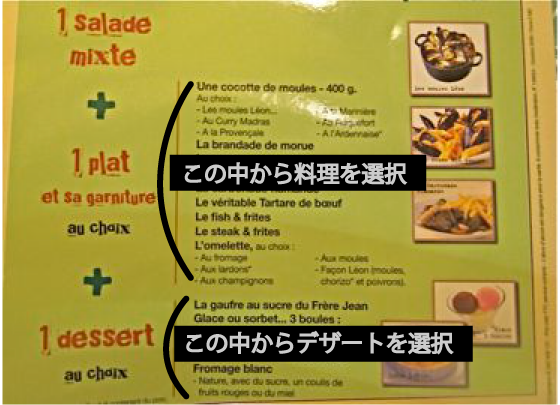 1 salade
mixte
+
1 plat
et sa garniture
au choix
+
1 dessert
au choix
Une cocotte de moules - 400 g.
Au choix :
- Les moules Léon...
- Au Curry Madras
- A la Provençale
- A la Marinière
- Au Roquefort
- A l'Ardennaise*
La brandade de morue
この中から料理を選択
Le véritable Tartare de bœuf
Le fish & frites
Le steak & frites
L'omelette, au choix :
- Au fromage
- Aux lardons*
- Aux champignons
- Aux moules
- Façon Léon (moules,
chorizo* et poivrons).
La gaufre au sucre du Frère Jean
Glace ou sorbet... 3 boules :
この中からデザートを選択
Fromage blanc
- Nature, avec du sucre, un coulis de
fruits rouges ou du miel
Les moules Léon